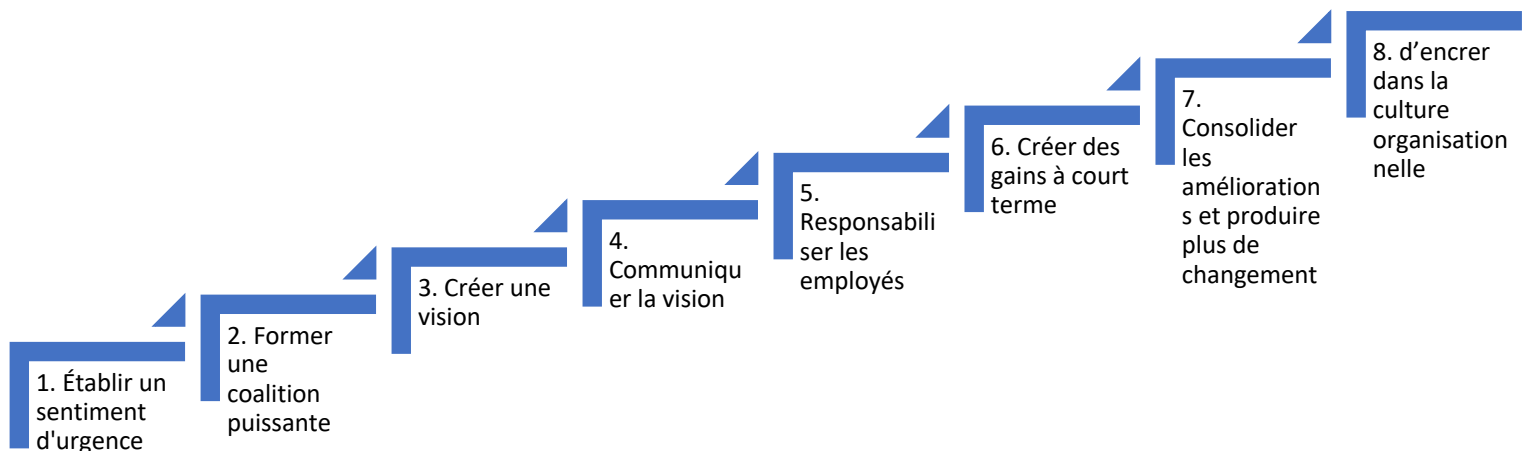 1. Établir un
sentiment
d'urgence
2. Former
une
coalition
puissante
3. Créer une
vision
4.
Communiqu
er la vision
5.
Responsabili
ser les
employés
6. Créer des
gains à court
terme
7.
Consolider
les
amélioration
s et produire
plus de
changement
8. d’encrer
dans la
culture
organisation
nelle